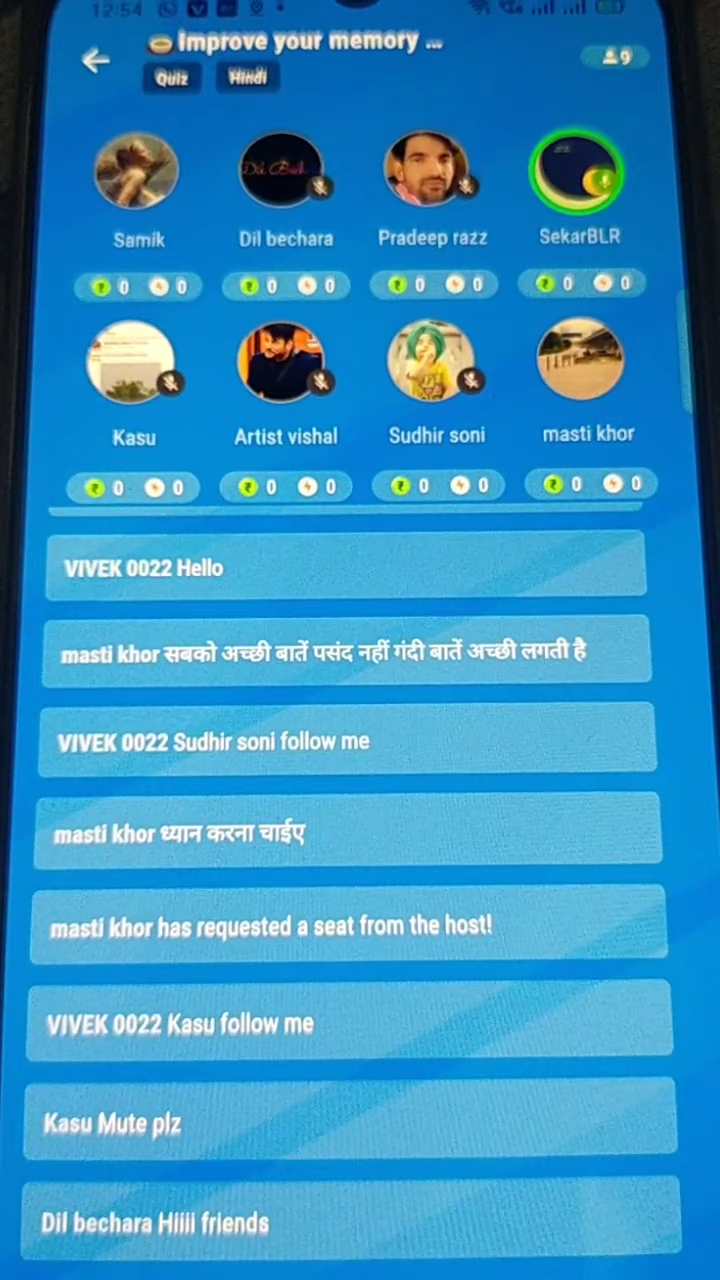 12:54
Improve your memory ...
Quiz Hindi
9
Samik Dil bechara Pradeep razz SekarBLR
0 0 0 0 0 0 0 0
Kasu Artist vishal Sudhir soni masti khor
0 0 0 0 0 0 0 0
VIVEK 0022 Hello
masti khor सबको अच्छी बातें पसंद नहीं गंदी बातें अच्छी लगती है
VIVEK 0022 Sudhir soni follow me
masti khor ध्यान करना चाईए
masti khor has requested a seat from the host!
VIVEK 0022 Kasu follow me
Kasu Mute plz
Dil bechara Hiiii friends